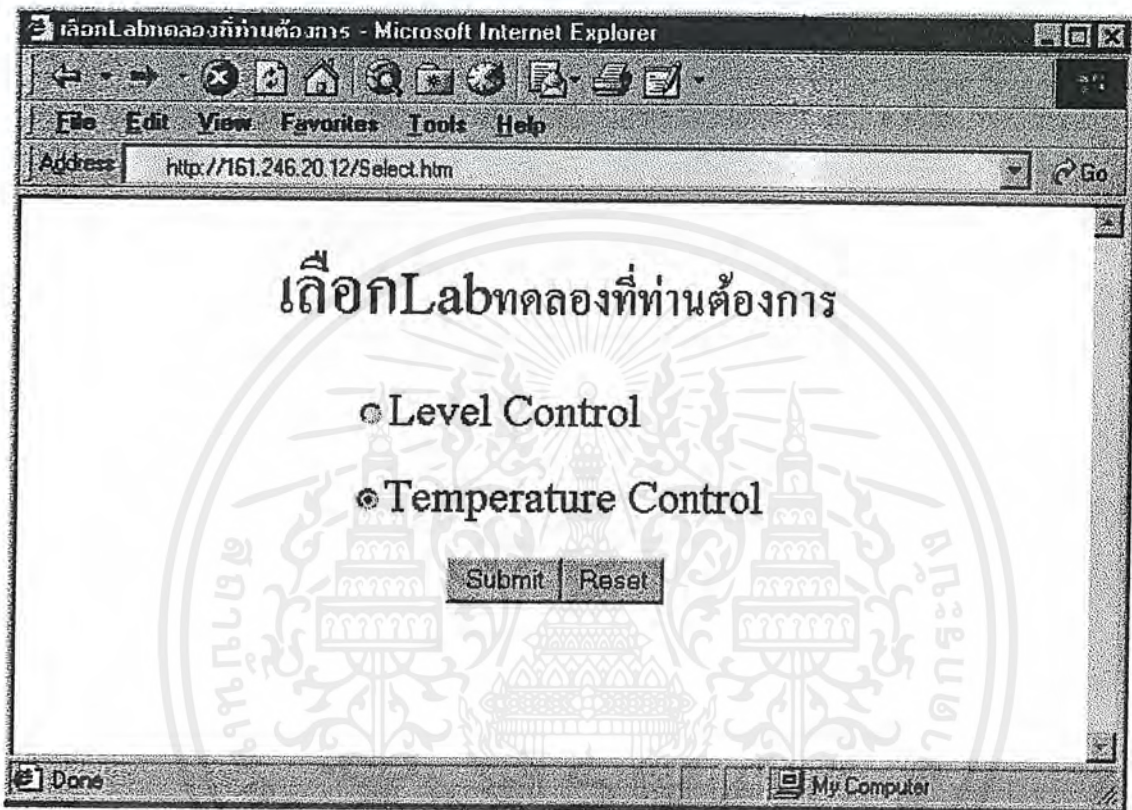 เลือกLabทดลองที่ท่านต้องการ - Microsoft Internet Explorer
File Edit View Favorites Tools Help
Address http://161.246.20.12/Select.htm Go
เลือกLabทดลองที่ท่านต้องการ
Level Control
Temperature Control
Submit Reset
Done My Computer